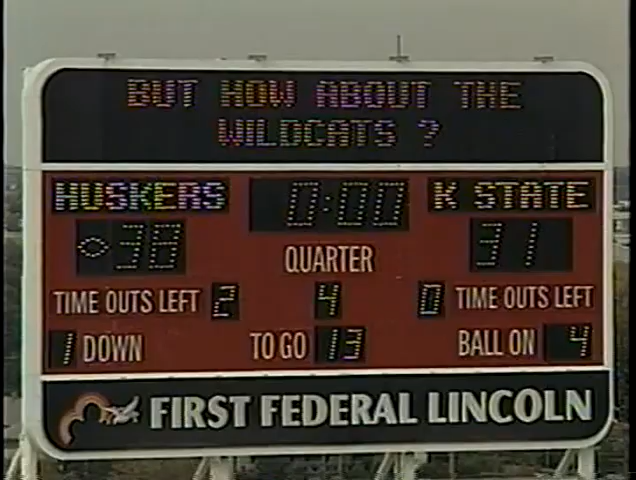 BUT HOW ABOUT THE
WILDCATS ?
HUSKERS 0:00 K STATE
38 QUARTER 31
TIME OUTS LEFT 2 4 0 TIME OUTS LEFT
1 DOWN TO GO 13 BALL ON 4
FIRST FEDERAL LINCOLN